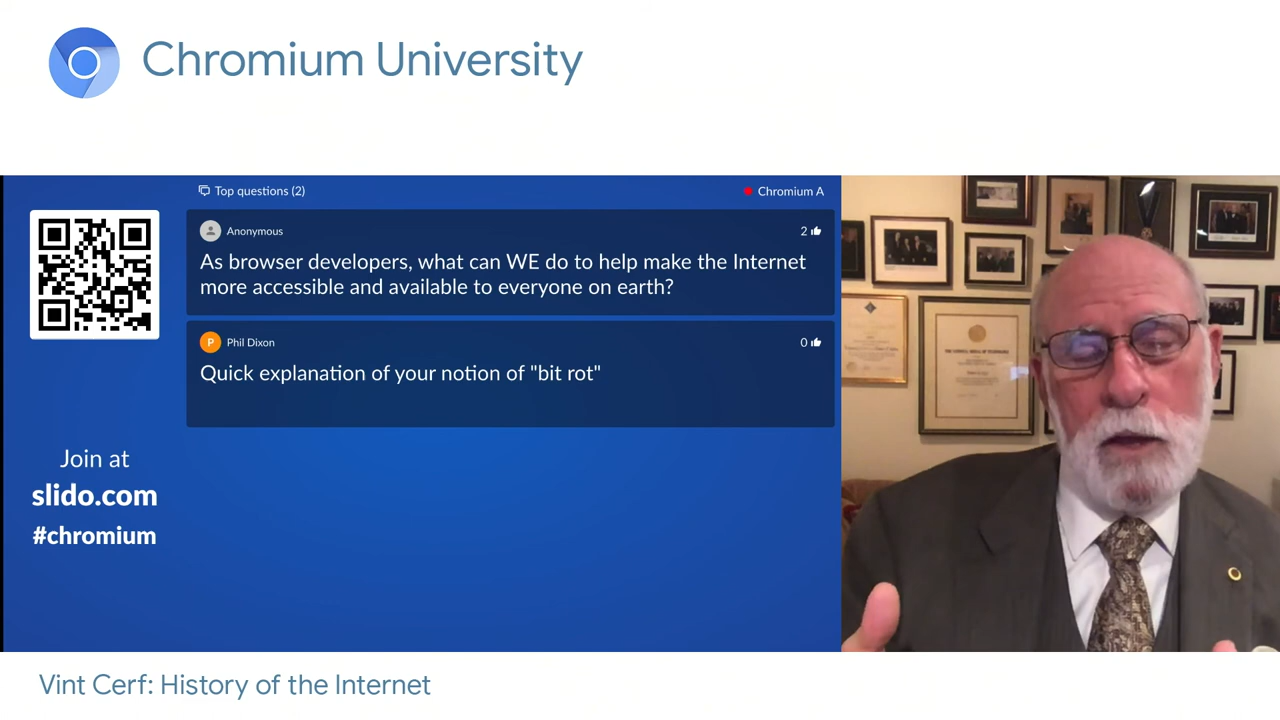 Chromium University
Top questions (2)
Chromium A
Anonymous
2
As browser developers, what can WE do to help make the Internet
more accessible and available to everyone on earth?
P
Phil Dixon
0
Quick explanation of your notion of "bit rot"
Join at
slido.com
#chromium
Vint Cerf: History of the Internet